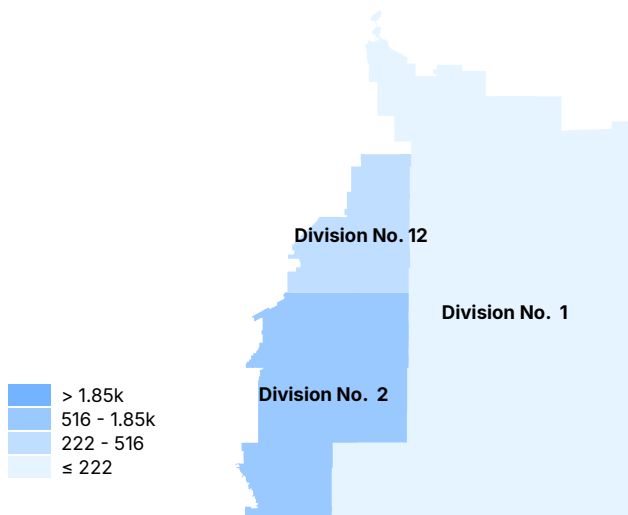 Division No. 12
Division No. 1
Division No. 2
> 1.85k
516 - 1.85k
222 - 516
≤ 222